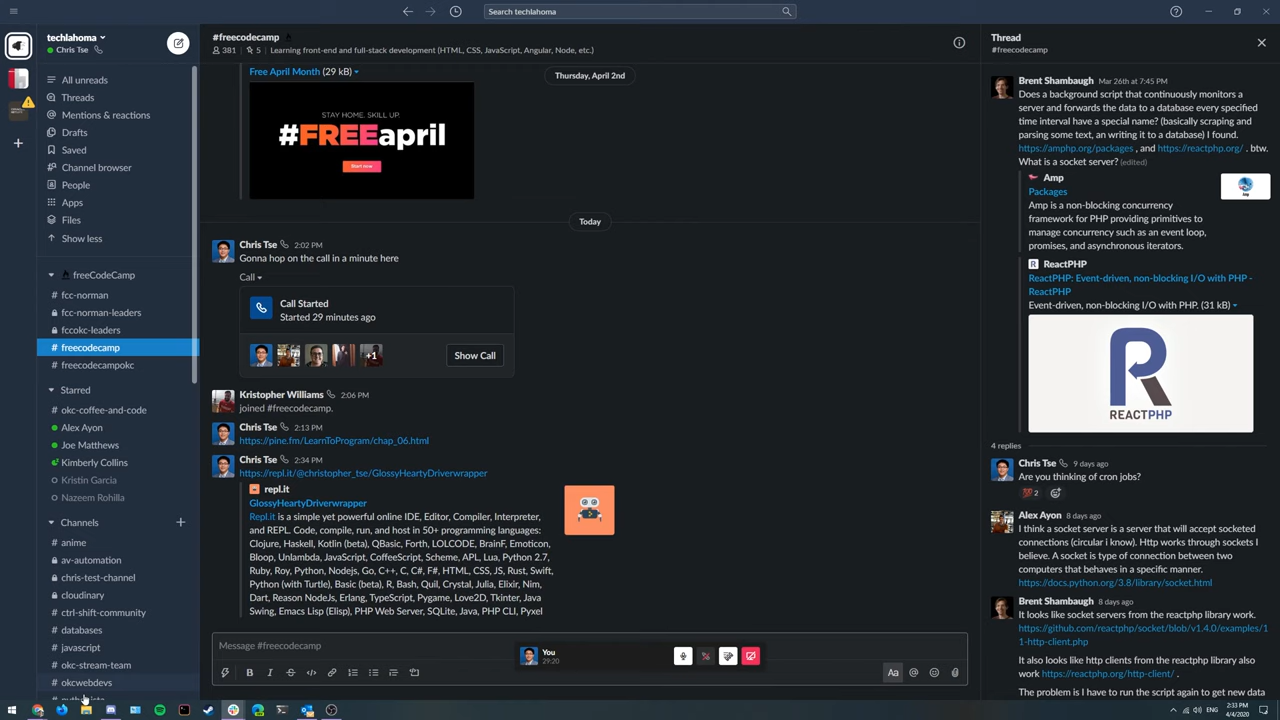 Search techlahoma
techlahoma
Chris Tse
All unreads
Threads
Mentions & reactions
Drafts
Saved
Channel browser
People
Apps
Files
Show less
freeCodeCamp
# fcc-norman
fcc-norman-leaders
fccokc-leaders
# freecodecamp
# freecodecampokc
Starred
# okc-coffee-and-code
Alex Ayon
Joe Matthews
Kimberly Collins
Kristin Garcia
Nazeem Rohilla
Channels
# anime
av-automation
chris-test-channel
cloudinary
# ctrl-shift-community
# databases
# javascript
# okc-stream-team
# okcwebdevs
#freecodecamp
381 | 5 | Learning front-end and full-stack development (HTML, CSS, JavaScript, Angular, Node, etc.)
Thursday, April 2nd
Free April Month (29 kB)
STAY HOME. SKILL UP.
#FREEapril
Start now
Today
Chris Tse 2:02 PM
Gonna hop on the call in a minute here
Call
Call Started
Started 29 minutes ago
+1
Show Call
Kristopher Williams 2:06 PM
joined #freecodecamp.
Chris Tse 2:13 PM
https://pine.fm/LearnToProgram/chap_06.html
Chris Tse 2:34 PM
https://repl.it/@christopher_tse/GlossyHeartyDriverwrapper
repl.it
GlossyHeartyDriverwrapper
Repl.it is a simple yet powerful online IDE, Editor, Compiler, Interpreter,
and REPL. Code, compile, run, and host in 50+ programming languages:
Clojure, Haskell, Kotlin (beta), QBasic, Forth, LOLCODE, BrainF, Emoticon,
Bloop, Unlambda, JavaScript, CoffeeScript, Scheme, APL, Lua, Python 2.7,
Ruby, Roy, Python, Nodejs, Go, C++, C, C#, F#, HTML, CSS, JS, Rust, Swift,
Python (with Turtle), Basic (beta), R, Bash, Quil, Crystal, Julia, Elixir, Nim,
Dart, Reason NodeJs, Erlang, TypeScript, Pygame, Love2D, Tkinter, Java
Swing, Emacs Lisp (Elisp), PHP Web Server, SQLite, Java, PHP CLI, Pyxel
Message #freecodecamp
You
29:20
B I
Aa @
Thread
#freecodecamp
Brent Shambaugh Mar 26th at 7:45 PM
Does a background script that continuously monitors a
server and forwards the data to a database every specified
time interval have a special name? (basically scraping and
parsing some text, an writing it to a database) I found.
https://amphp.org/packages , and https://reactphp.org/ . btw.
What is a socket server? (edited)
Amp
Packages
Amp is a non-blocking concurrency
framework for PHP providing primitives to
manage concurrency such as an event loop,
promises, and asynchronous iterators.
ReactPHP
ReactPHP: Event-driven, non-blocking I/O with PHP -
ReactPHP
Event-driven, non-blocking I/O with PHP. (31 kB)
REACTPHP
4 replies
Chris Tse 9 days ago
Are you thinking of cron jobs?
2
Alex Ayon 8 days ago
I think a socket server is a server that will accept socketed
connections (circular i know). Http works through sockets I
believe. A socket is type of connection between two
computers that behaves in a specific manner.
https://docs.python.org/3.8/library/socket.html
Brent Shambaugh 8 days ago
It looks like socket servers from the reactphp library work.
https://github.com/reactphp/socket/blob/v1.4.0/examples/1
1-http-client.php
It also looks like http clients from the reactphp library also
work https://reactphp.org/http-client/ .
The problem is I have to run the script again to get new data
ENG
2:33 PM
4/4/2020